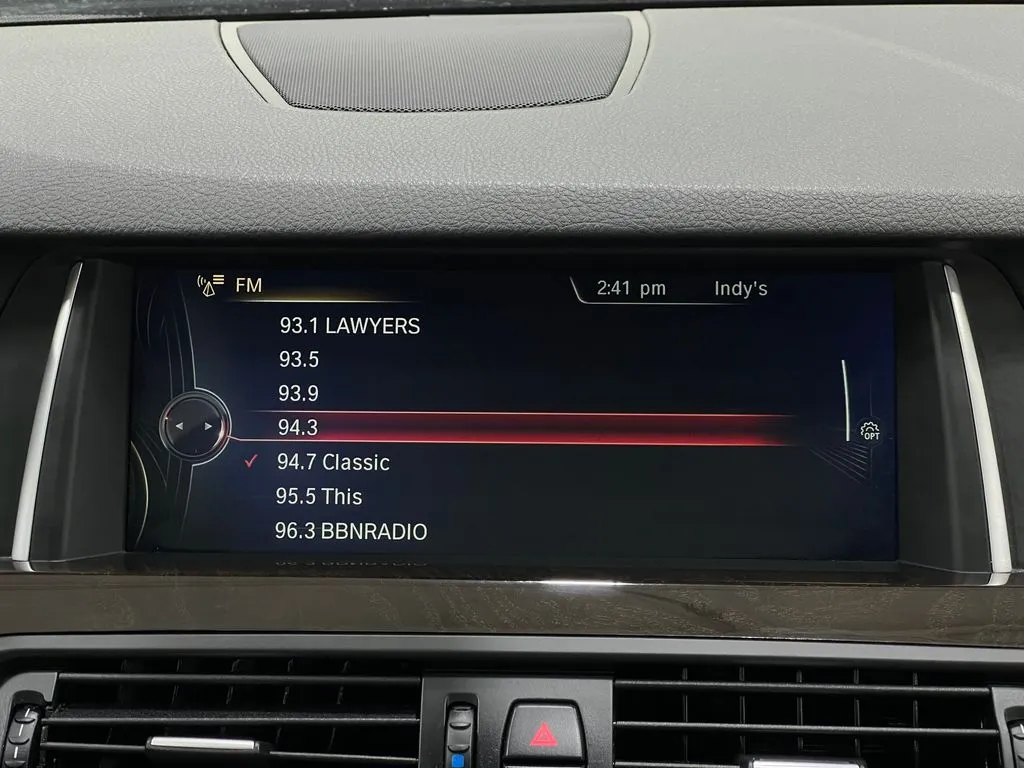 FM
2:41 pm
Indy's
93.1 LAWYERS
93.5
93.9
94.3
94.7 Classic
95.5 This
96.3 BBNRADIO
OPT